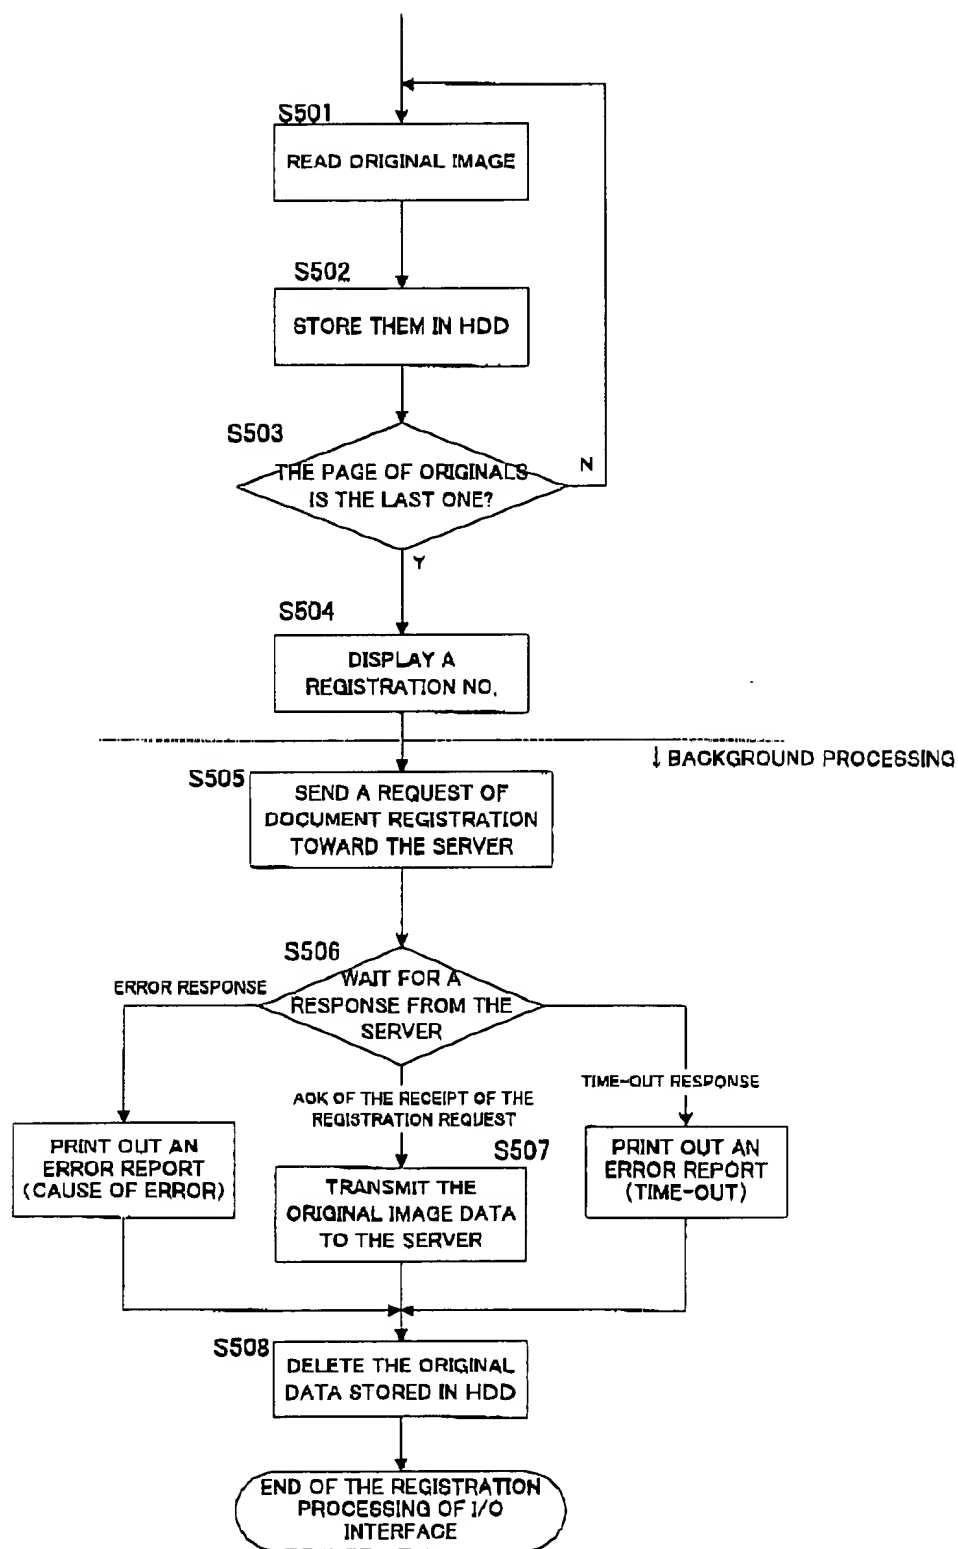 S501
READ ORIGINAL IMAGE
S502
STORE THEM IN HDD
S503
THE PAGE OF ORIGINALS
IS THE LAST ONE?
N
Y
S504
DISPLAY A
REGISTRATION NO.
↓ BACKGROUND PROCESSING
S505
SEND A REQUEST OF
DOCUMENT REGISTRATION
TOWARD THE SERVER
S506
WAIT FOR A
RESPONSE FROM THE
SERVER
ERROR RESPONSE
TIME-OUT RESPONSE
ACK OF THE RECEIPT OF THE
REGISTRATION REQUEST
PRINT OUT AN
ERROR REPORT
(CAUSE OF ERROR)
S507
TRANSMIT THE
ORIGINAL IMAGE DATA
TO THE SERVER
PRINT OUT AN
ERROR REPORT
(TIME-OUT)
S508
DELETE THE ORIGINAL
DATA STORED IN HDD
END OF THE REGISTRATION
PROCESSING OF I/O
INTERFACE